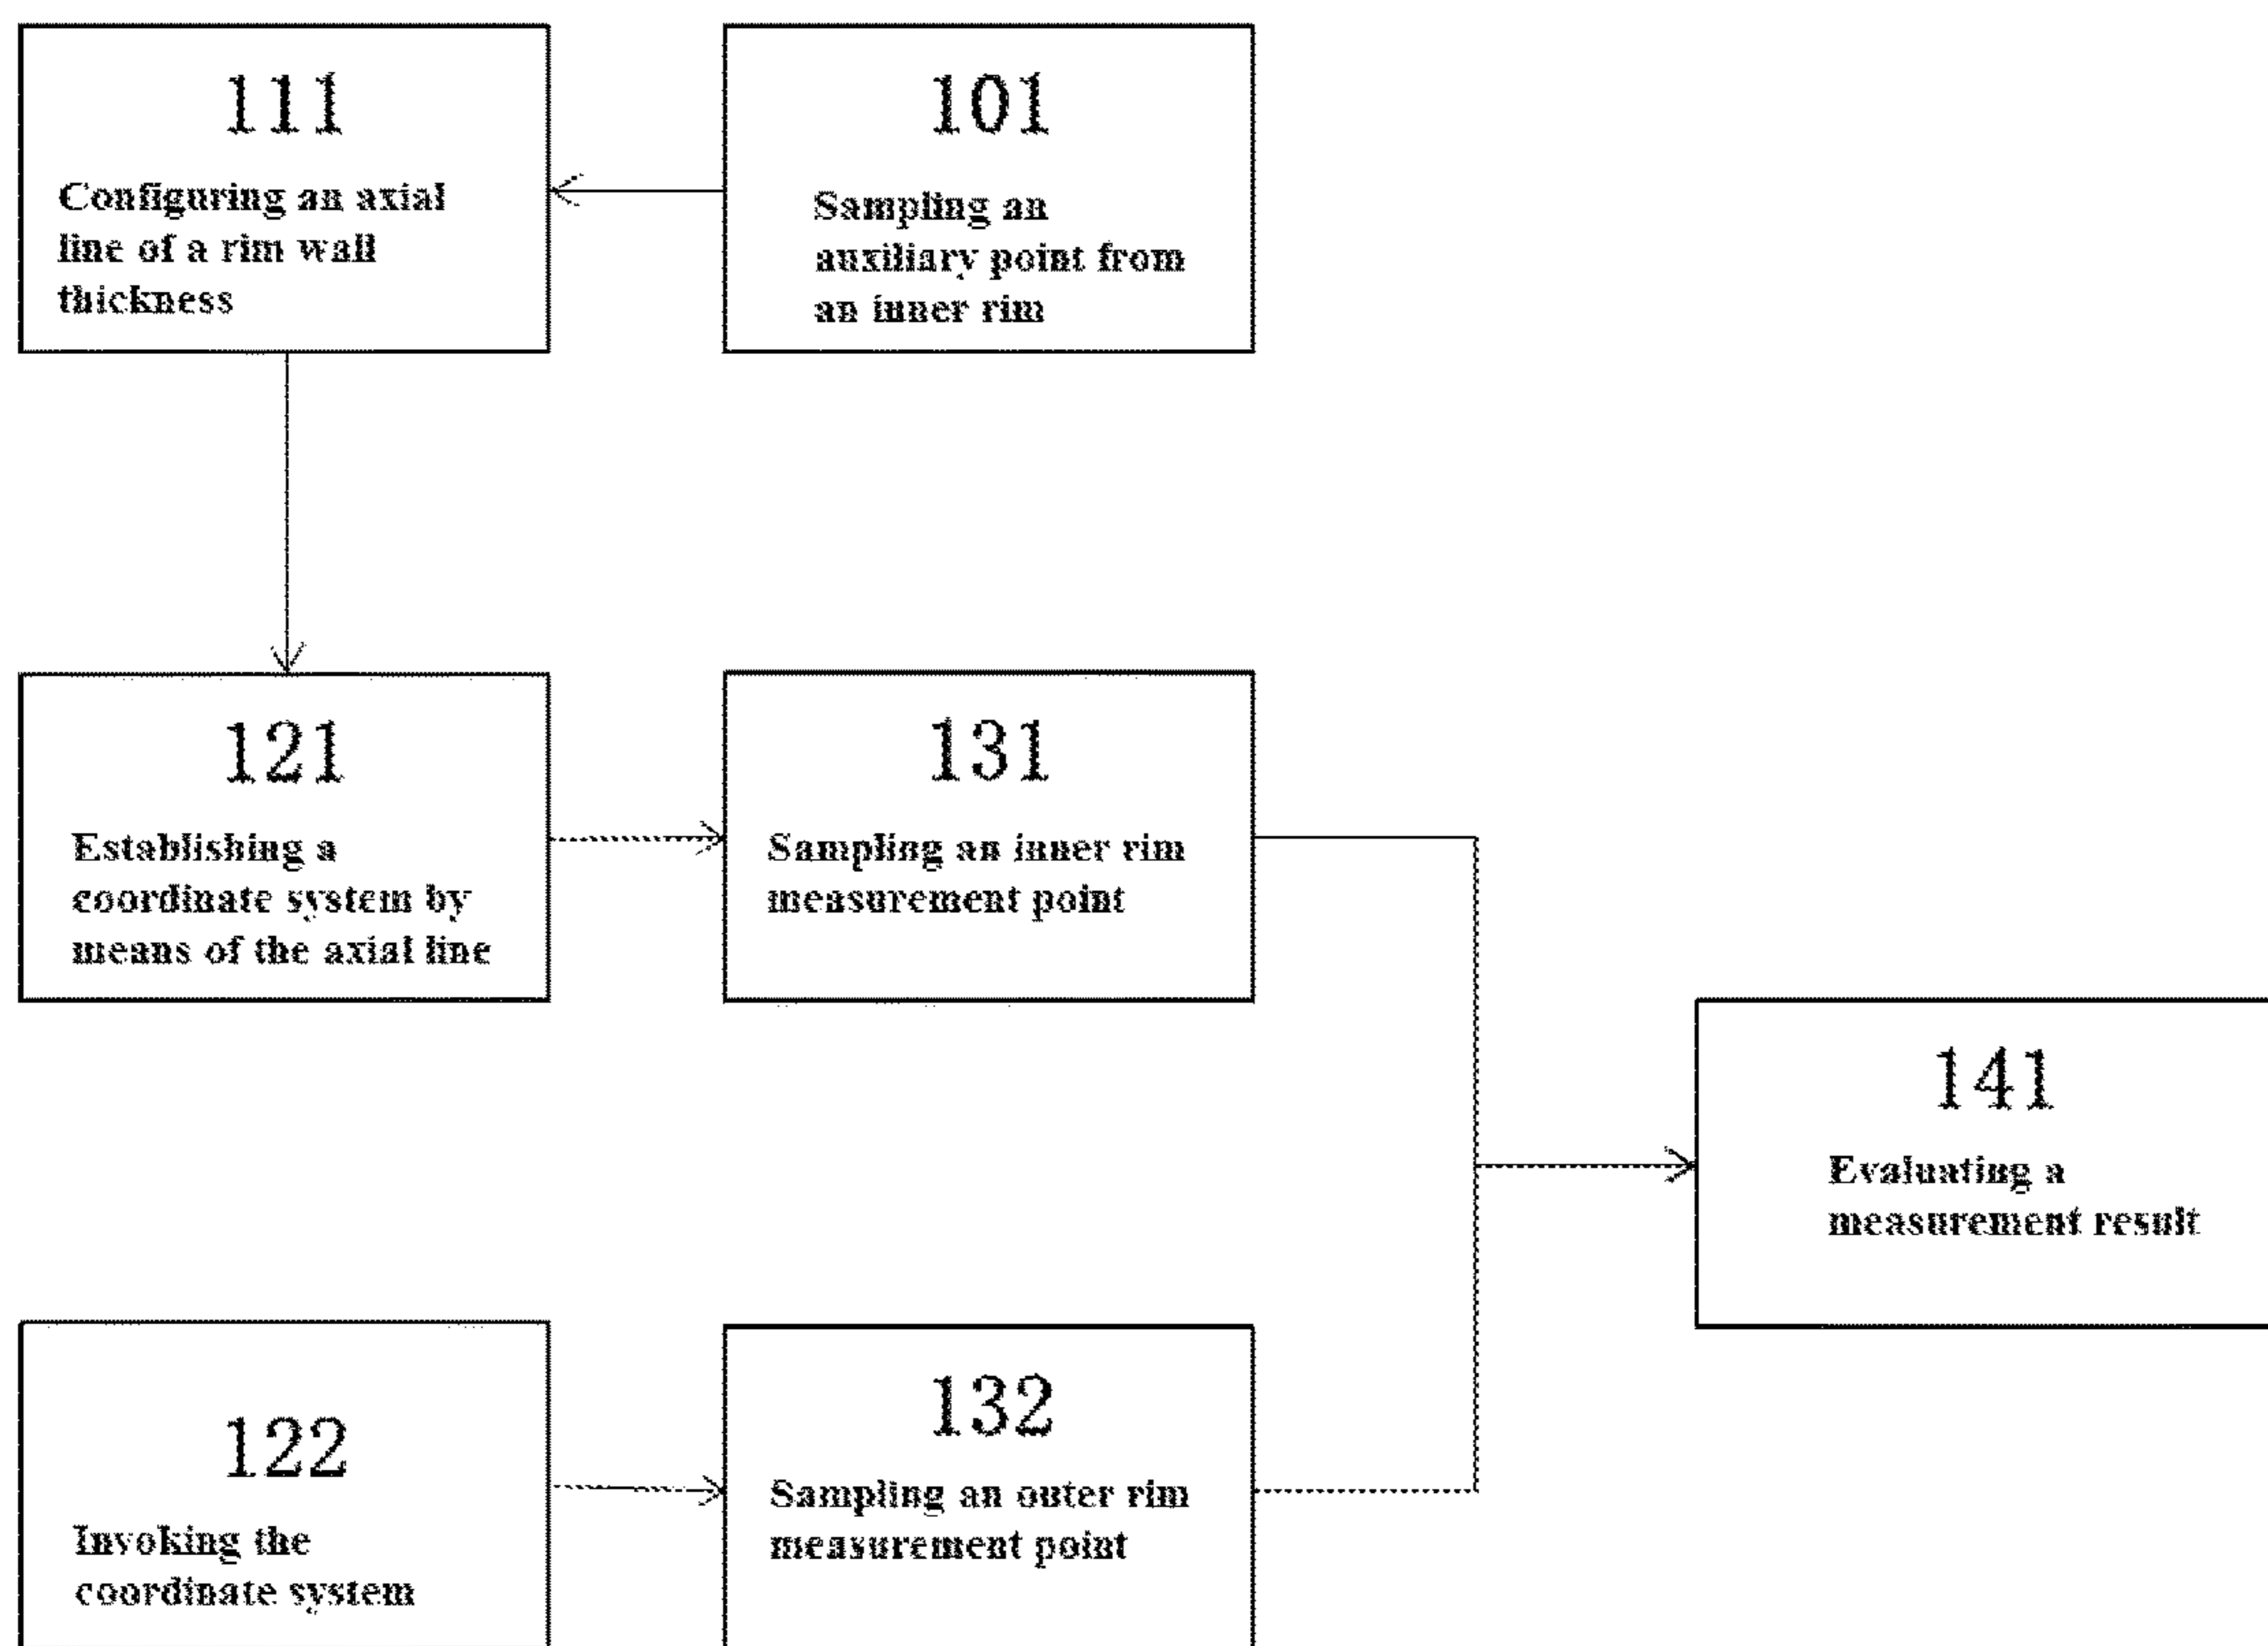 111
Configuring an axial
line of a rim wall
thickness
101
Sampling an
auxiliary point from
an inner rim
121
Establishing a
coordinate system by
means of the axial line
131
Sampling an inner rim
measurement point
141
Evaluating a
measurement result
122
Invoking the
coordinate system
132
Sampling an outer rim
measurement point